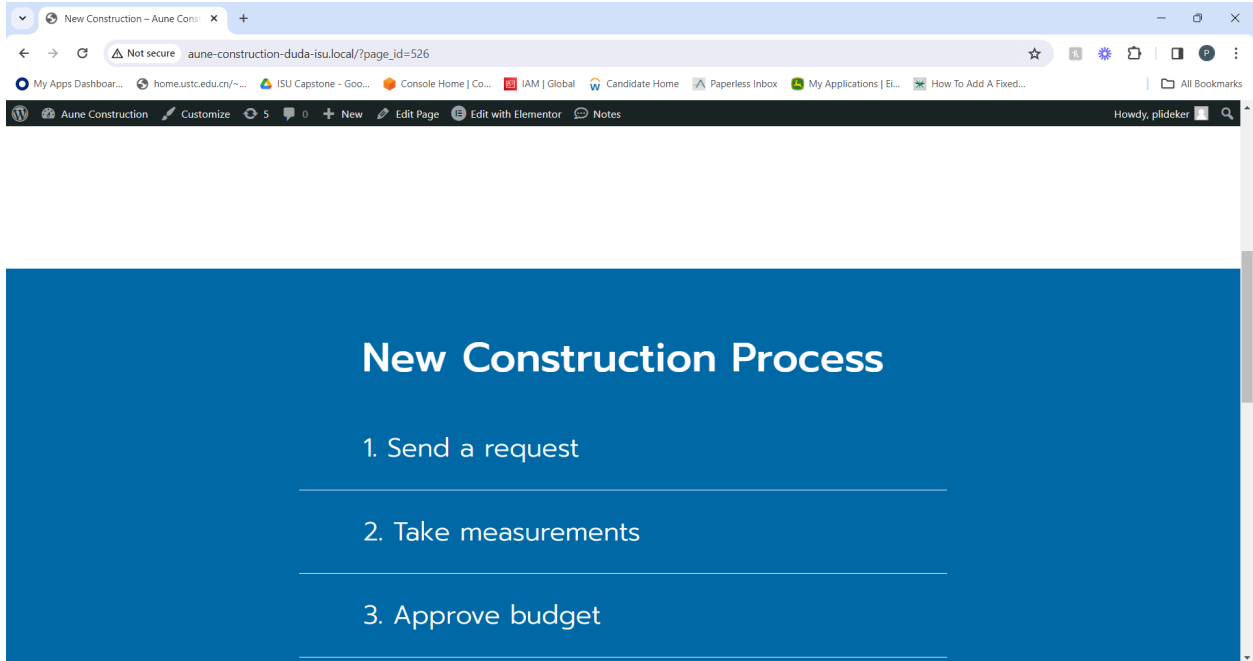 New Construction – Aune Cons
Not secure aune-construction-duda-isu.local/?page_id=526
My Apps Dashboar... home.ustc.edu.cn/~... ISU Capstone - Goo... Console Home | Co... IAM | Global Candidate Home Paperless Inbox My Applications | Ei... How To Add A Fixed... All Bookmarks
Aune Construction Customize 5 0 New Edit Page Edit with Elementor Notes Howdy, plideker
New Construction Process
1. Send a request
2. Take measurements
3. Approve budget